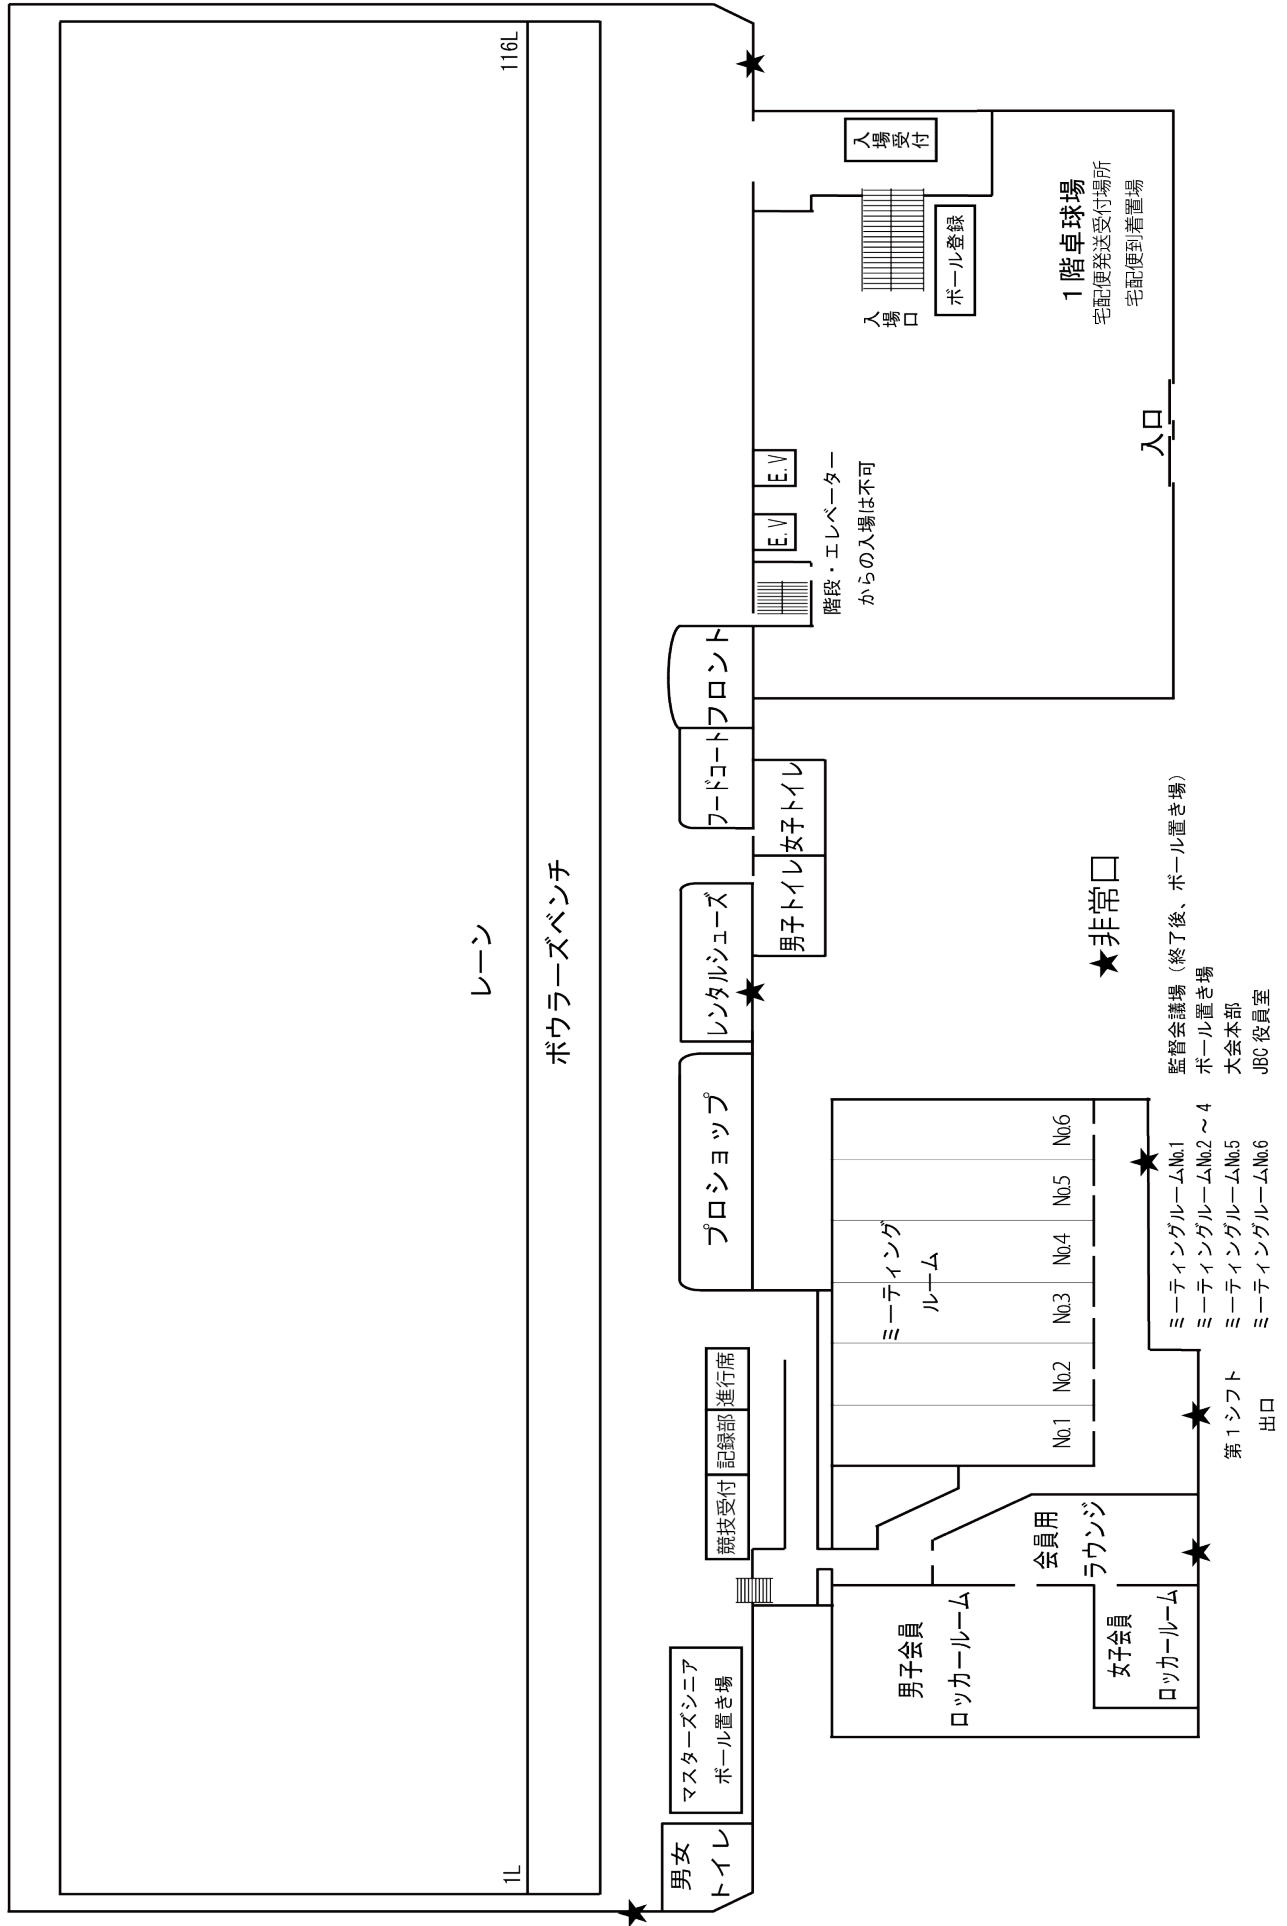 レーン
1L
116L
ボウラーズベンチ
男女
トイレ
マスターズシニア
ボール置き場
競技受付
記録部
進行席
プロショップ
レンタルシューズ
フードコート
フロント
男子トイレ
女子トイレ
E.V
E.V
階段・エレベーター
からの入場は不可
入場口
入場受付
ボール登録
1階卓球場
宅配便発送受付場所
宅配便到着置場
入口
男子会員
ロッカールーム
女子会員
ロッカールーム
会員用
ラウンジ
ミーティング
ルーム
No.1
No.2
No.3
No.4
No.5
No.6
★非常口
第1シフト
出口
ミーティングルームNo.1 監督会議場（終了後、ボール置き場）
ミーティングルームNo.2～4 ボール置き場
ミーティングルームNo.5 大会本部
ミーティングルームNo.6 JBC役員室